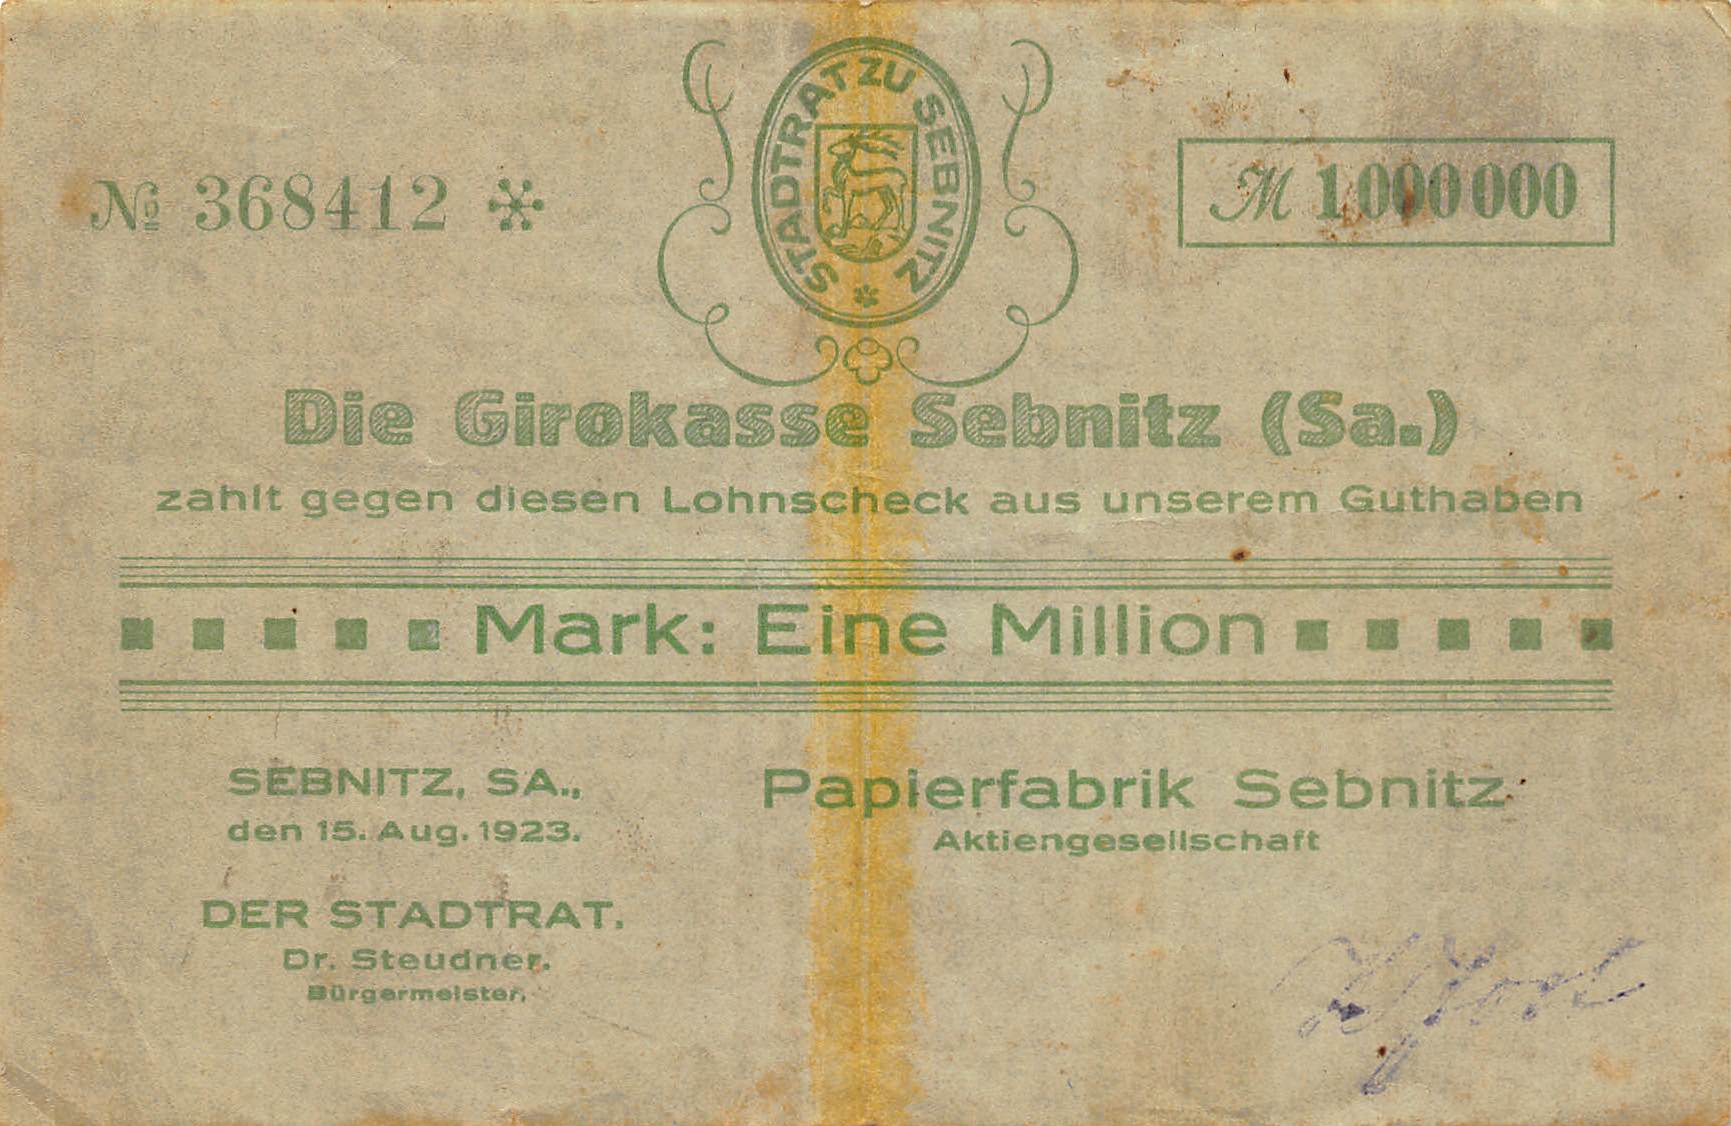 STADTRAT ZU SEBNITZ
№ 368412 *
ℳ 1000000
Die Girokasse Sebnitz (Sa.)
zahlt gegen diesen Lohnscheck aus unserem Guthaben
Mark: Eine Million
SEBNITZ, SA.,
den 15. Aug. 1923.
Papierfabrik Sebnitz
Aktiengesellschaft
DER STADTRAT.
Dr. Steudner.
Bürgermeister.